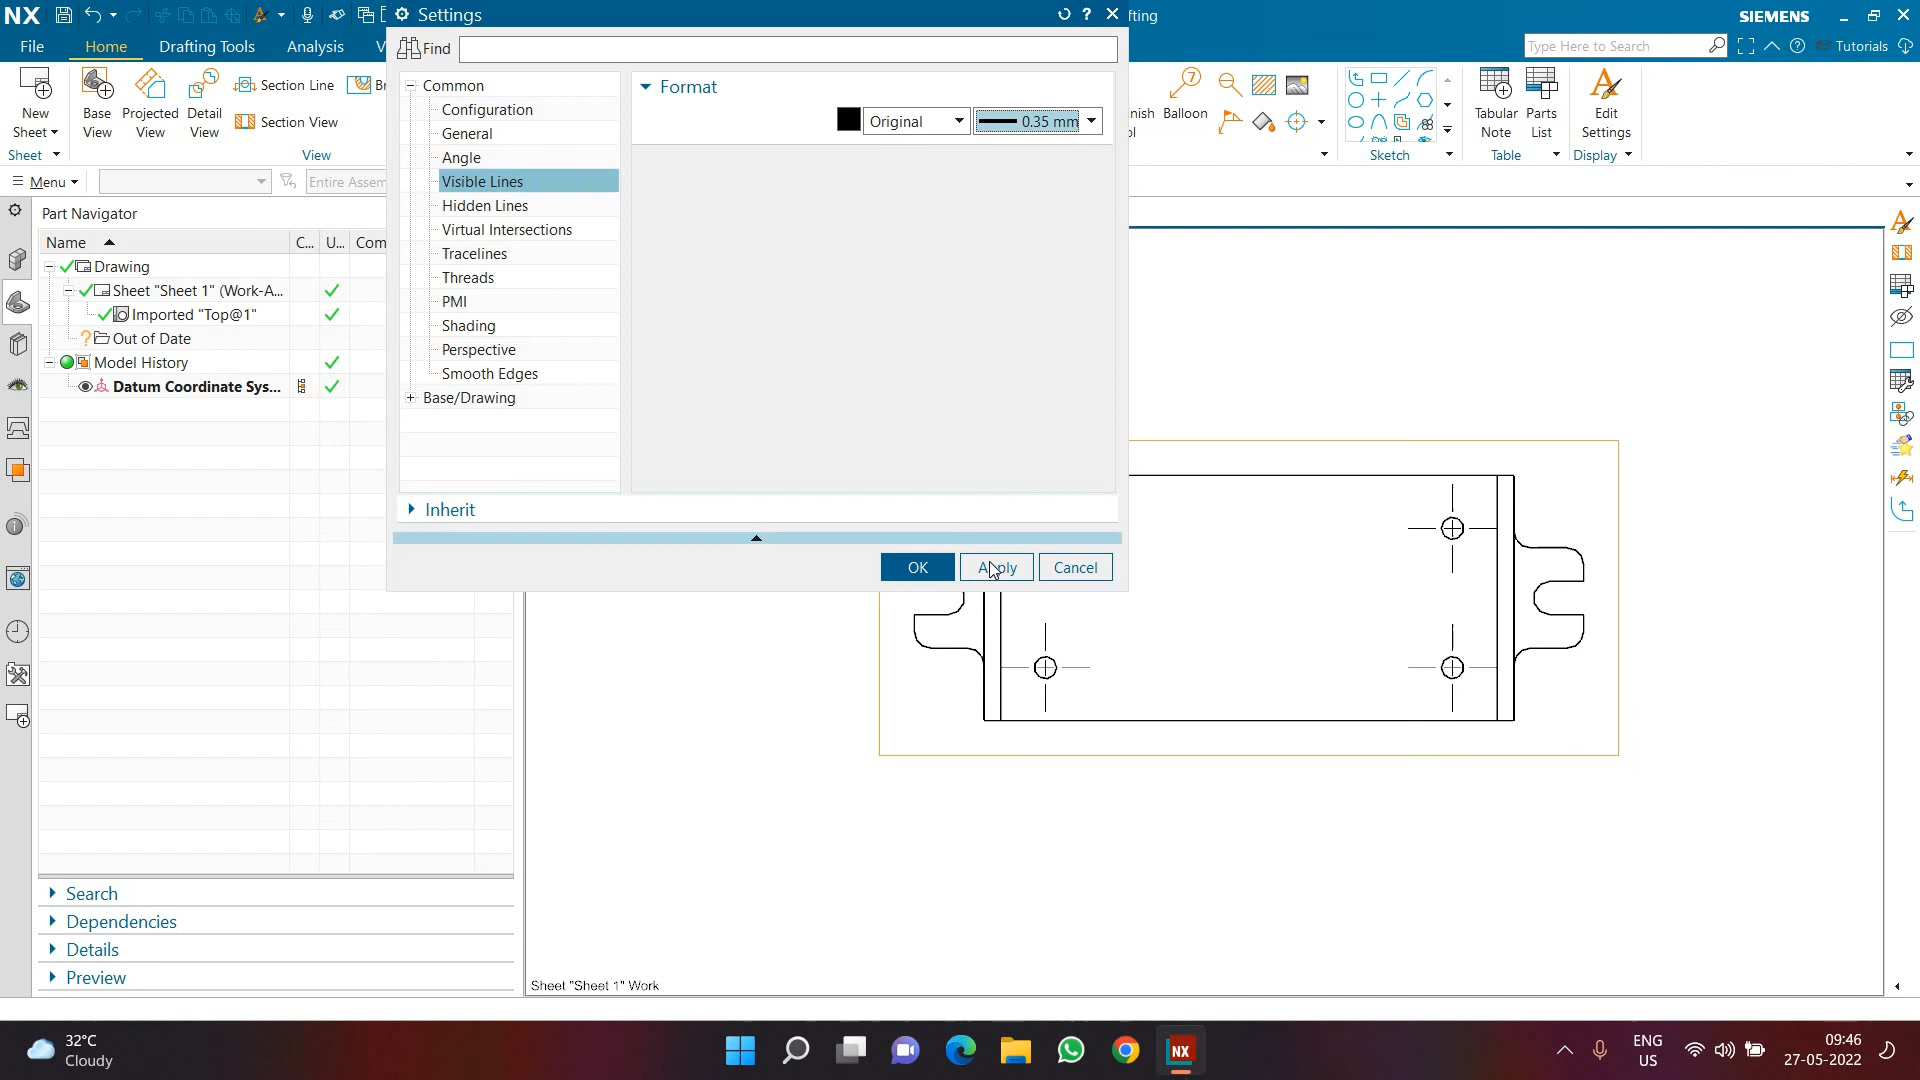 NX
Settings
fting
SIEMENS
File
Home
Drafting Tools
Analysis
V
Find
Type Here to Search
Tutorials
New
Sheet
Base
View
Projected
View
Detail
View
Section Line
Br
Section View
Sheet
View
Common
Configuration
General
Angle
Visible Lines
Hidden Lines
Virtual Intersections
Tracelines
Threads
PMI
Shading
Perspective
Smooth Edges
Base/Drawing
Format
Original
0.35 mm
Inherit
OK
Apply
Cancel
nish
ol
Balloon
Sketch
Tabular
Note
Parts
List
Table
Edit
Settings
Display
Menu
Entire Assem
Part Navigator
Name
C...
U...
Com
Drawing
Sheet "Sheet 1" (Work-A...
Imported "Top@1"
Out of Date
Model History
Datum Coordinate Sys...
Search
Dependencies
Details
Preview
Sheet "Sheet 1" Work
32°C
Cloudy
NX
ENG
US
09:46
27-05-2022